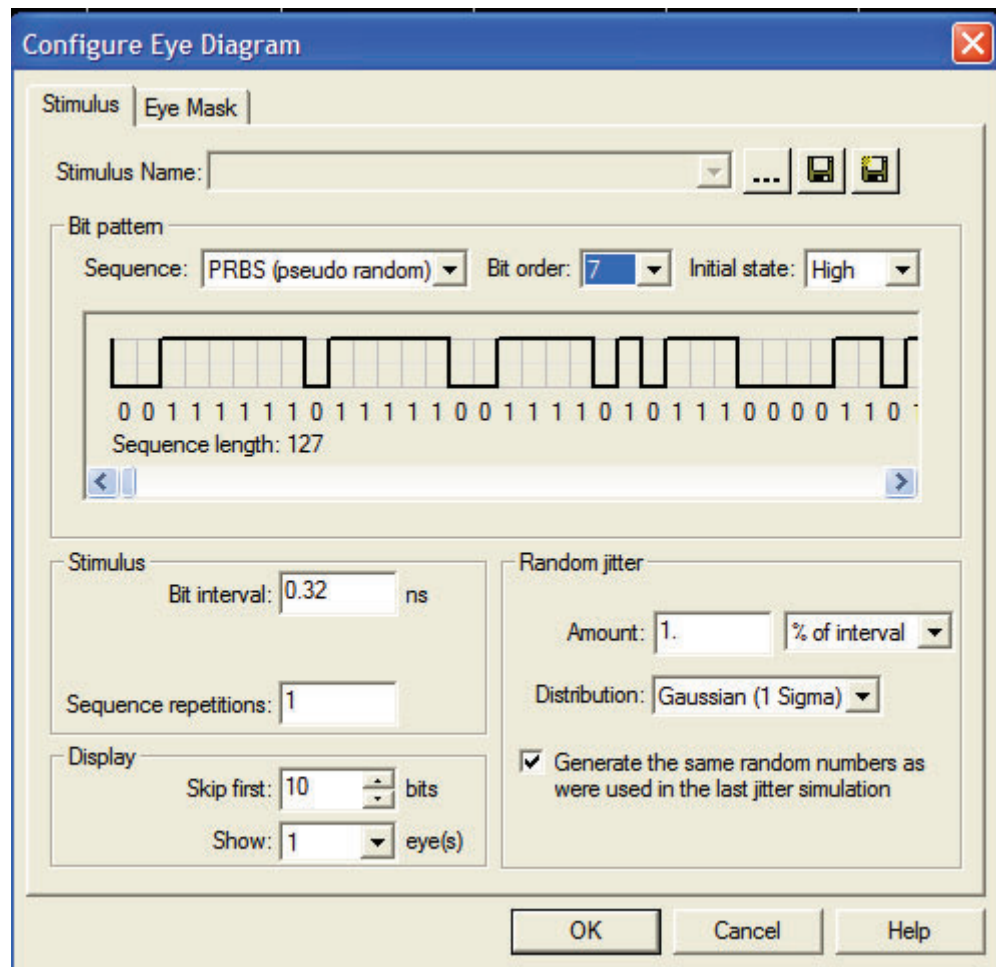 Configure Eye Diagram
Stimulus
Eye Mask
Stimulus Name:
...
Bit pattern
Sequence: PRBS (pseudo random) Bit order: 7 Initial state: High
0 0 1 1 1 1 1 1 0 1 1 1 1 1 0 0 1 1 1 1 0 1 0 1 1 1 0 0 0 0 1 1 0 1
Sequence length: 127
Stimulus
Bit interval: 0.32 ns
Sequence repetitions: 1
Display
Skip first: 10 bits
Show: 1 eye(s)
Random jitter
Amount: 1. % of interval
Distribution: Gaussian (1 Sigma)
Generate the same random numbers as
were used in the last jitter simulation
OK Cancel Help